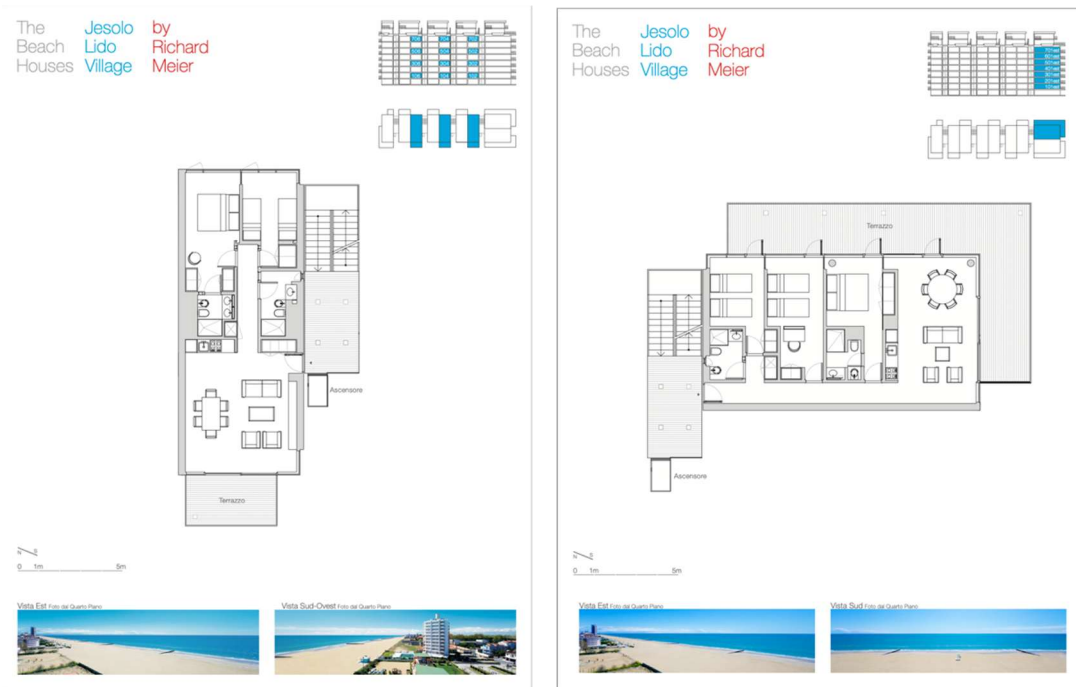 The Beach Houses
Jesolo Lido Village
by Richard Meier
Ascensore
Terrazzo
N S
0 1m 5m
Vista Est Foto dal Quarto Piano
Vista Sud-Ovest Foto dal Quarto Piano
The Beach Houses
Jesolo Lido Village
by Richard Meier
Terrazzo
Ascensore
N S
0 1m 5m
Vista Est Foto dal Quarto Piano
Vista Sud Foto dal Quarto Piano